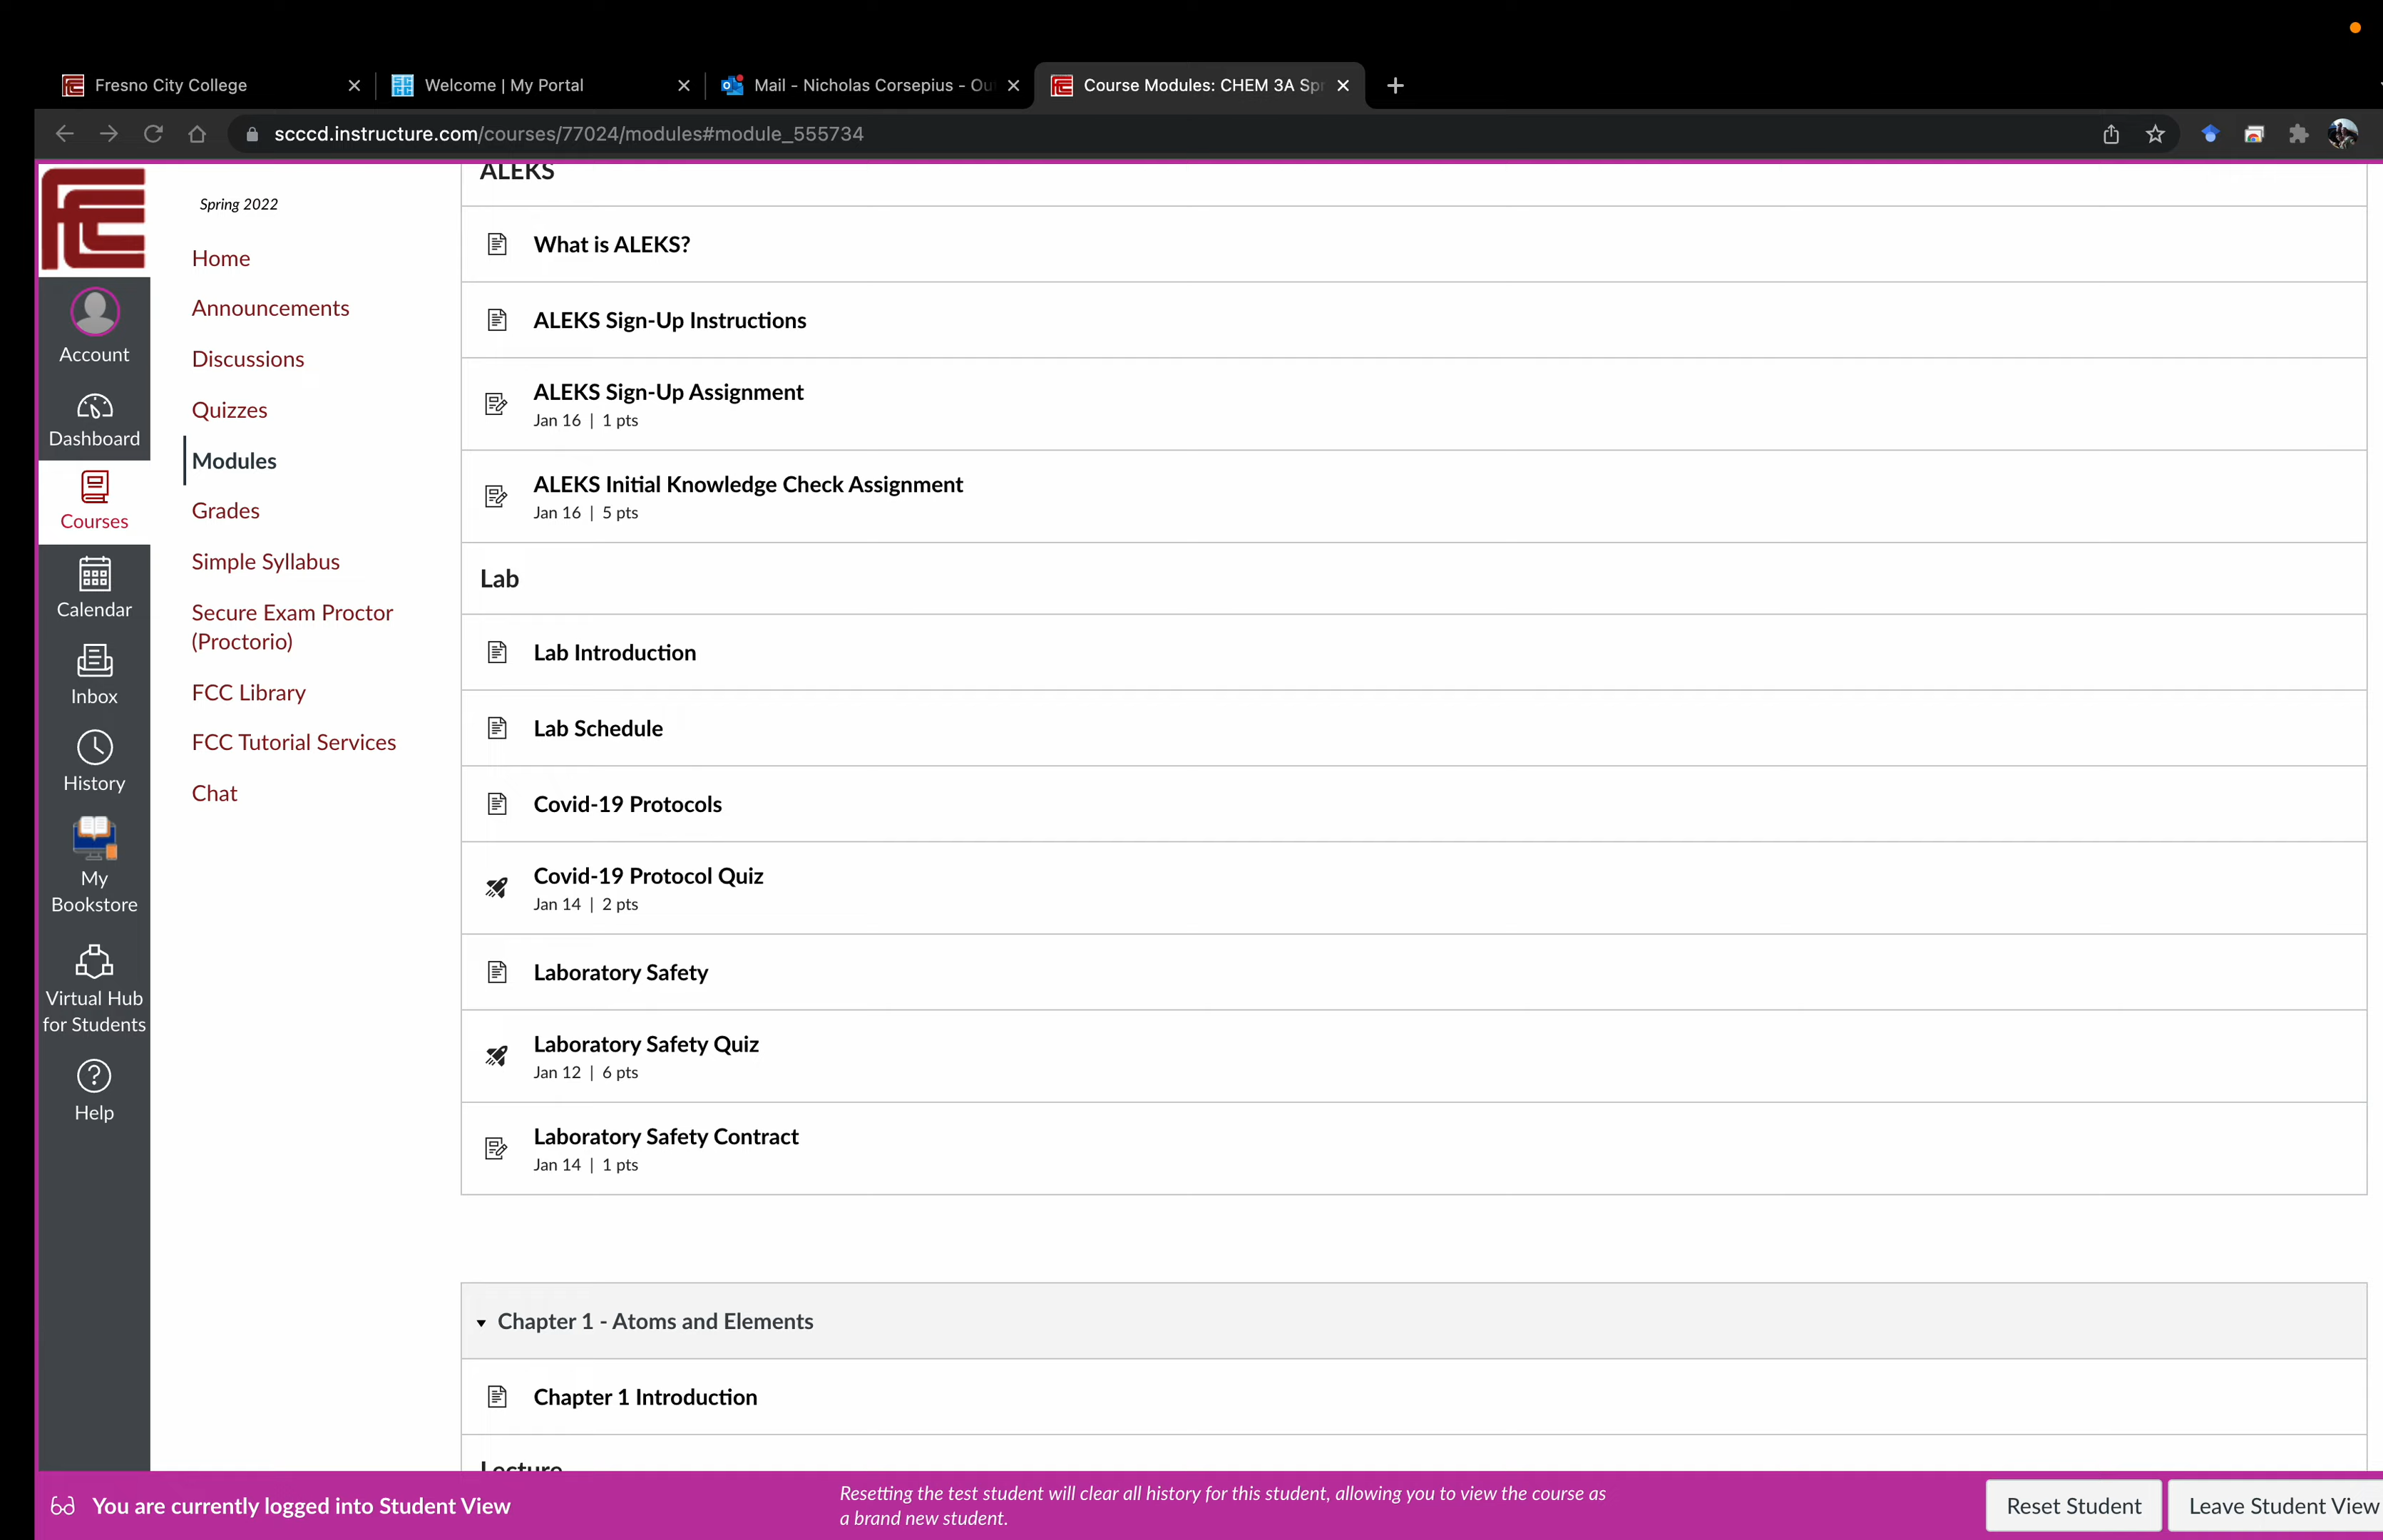 Fresno City College
Welcome | My Portal
Mail - Nicholas Corsepius - Ou
Course Modules: CHEM 3A Spr
scccd.instructure.com/courses/77024/modules#module_555734
FCC
Account
Dashboard
Courses
Calendar
Inbox
History
My
Bookstore
Virtual Hub
for Students
Help
Spring 2022
Home
Announcements
Discussions
Quizzes
Modules
Grades
Simple Syllabus
Secure Exam Proctor
(Proctorio)
FCC Library
FCC Tutorial Services
Chat
ALEKS
What is ALEKS?
ALEKS Sign-Up Instructions
ALEKS Sign-Up Assignment
Jan 16 | 1 pts
ALEKS Initial Knowledge Check Assignment
Jan 16 | 5 pts
Lab
Lab Introduction
Lab Schedule
Covid-19 Protocols
Covid-19 Protocol Quiz
Jan 14 | 2 pts
Laboratory Safety
Laboratory Safety Quiz
Jan 12 | 6 pts
Laboratory Safety Contract
Jan 14 | 1 pts
Chapter 1 - Atoms and Elements
Chapter 1 Introduction
Lecture
You are currently logged into Student View
Resetting the test student will clear all history for this student, allowing you to view the course as
a brand new student.
Reset Student
Leave Student View